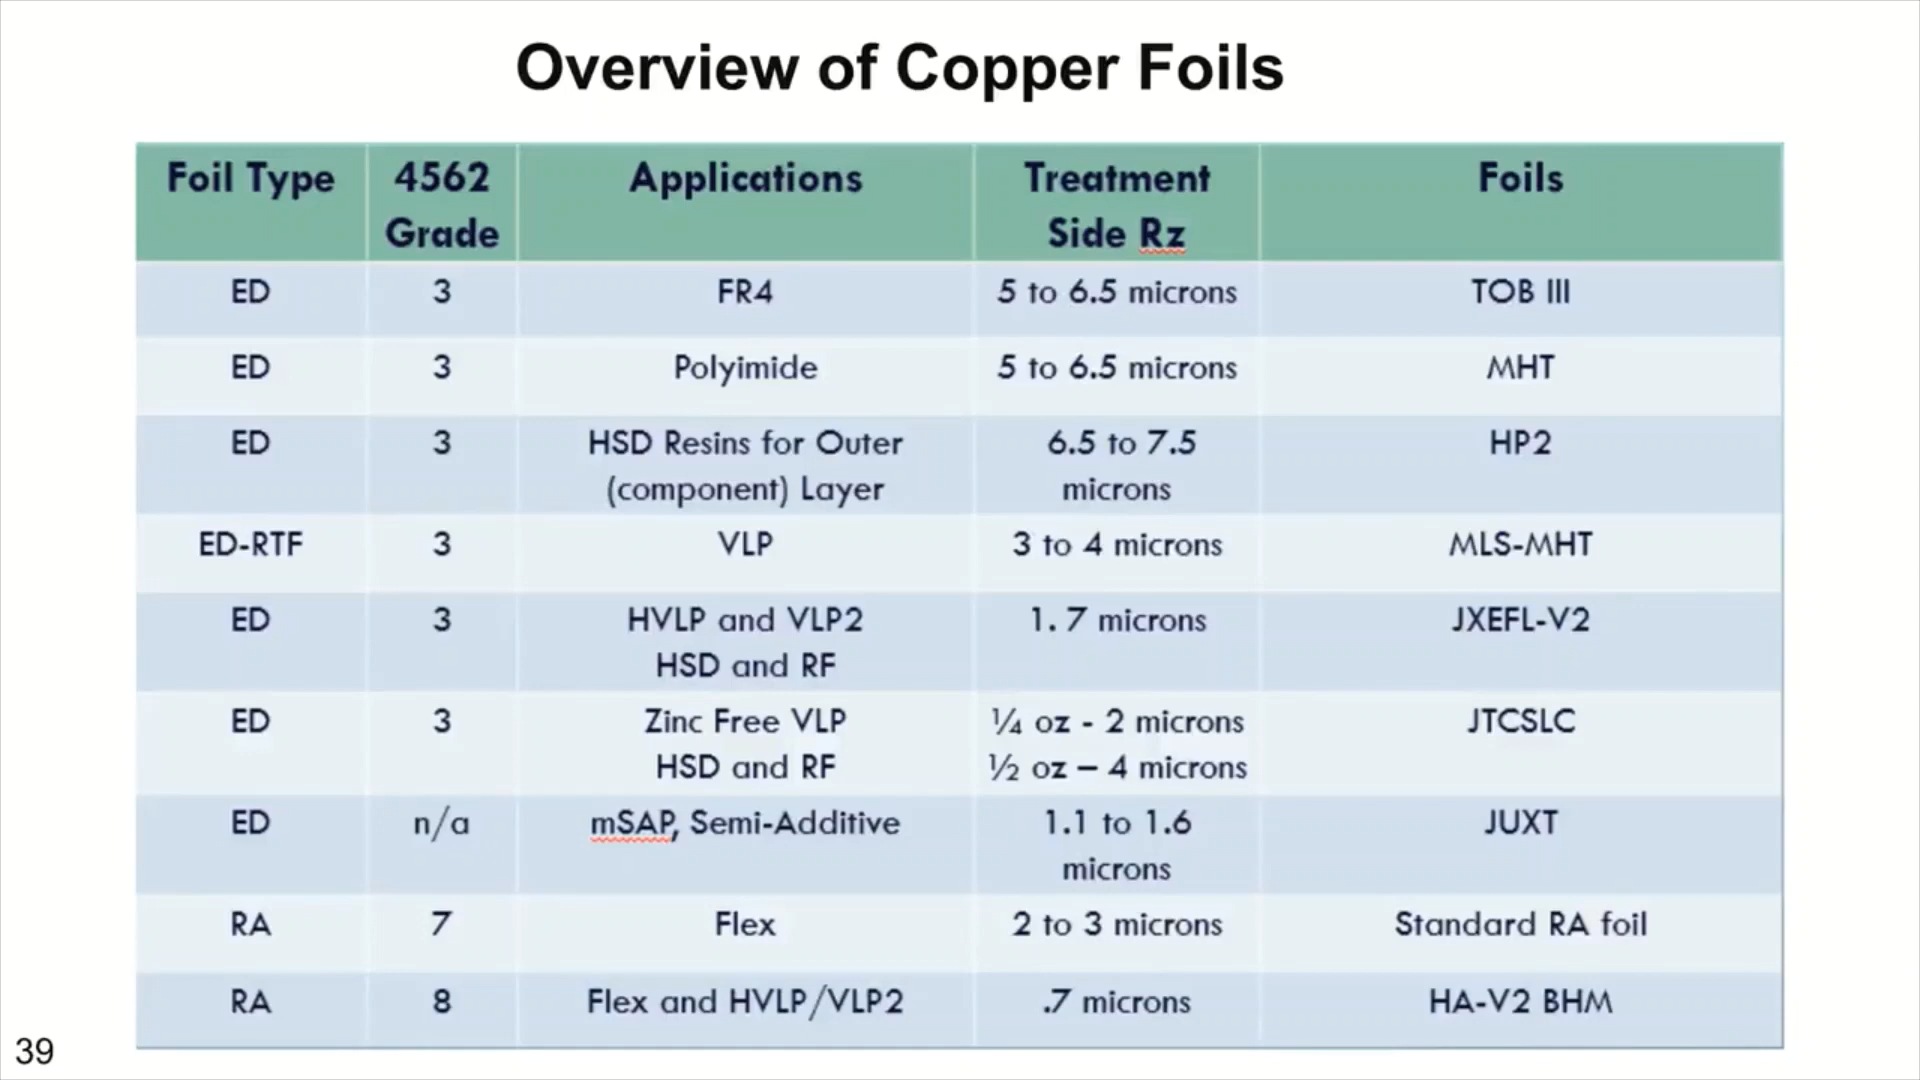 Overview of Copper Foils
Foil Type 4562 Grade Applications Treatment Side Rz Foils
ED 3 FR4 5 to 6.5 microns TOB III
ED 3 Polyimide 5 to 6.5 microns MHT
ED 3 HSD Resins for Outer (component) Layer 6.5 to 7.5 microns HP2
ED-RTF 3 VLP 3 to 4 microns MLS-MHT
ED 3 HVLP and VLP2 HSD and RF 1. 7 microns JXEFL-V2
ED 3 Zinc Free VLP HSD and RF ¼ oz - 2 microns ½ oz – 4 microns JTCSLC
ED n/a mSAP, Semi-Additive 1.1 to 1.6 microns JUXT
RA 7 Flex 2 to 3 microns Standard RA foil
RA 8 Flex and HVLP/VLP2 .7 microns HA-V2 BHM
39